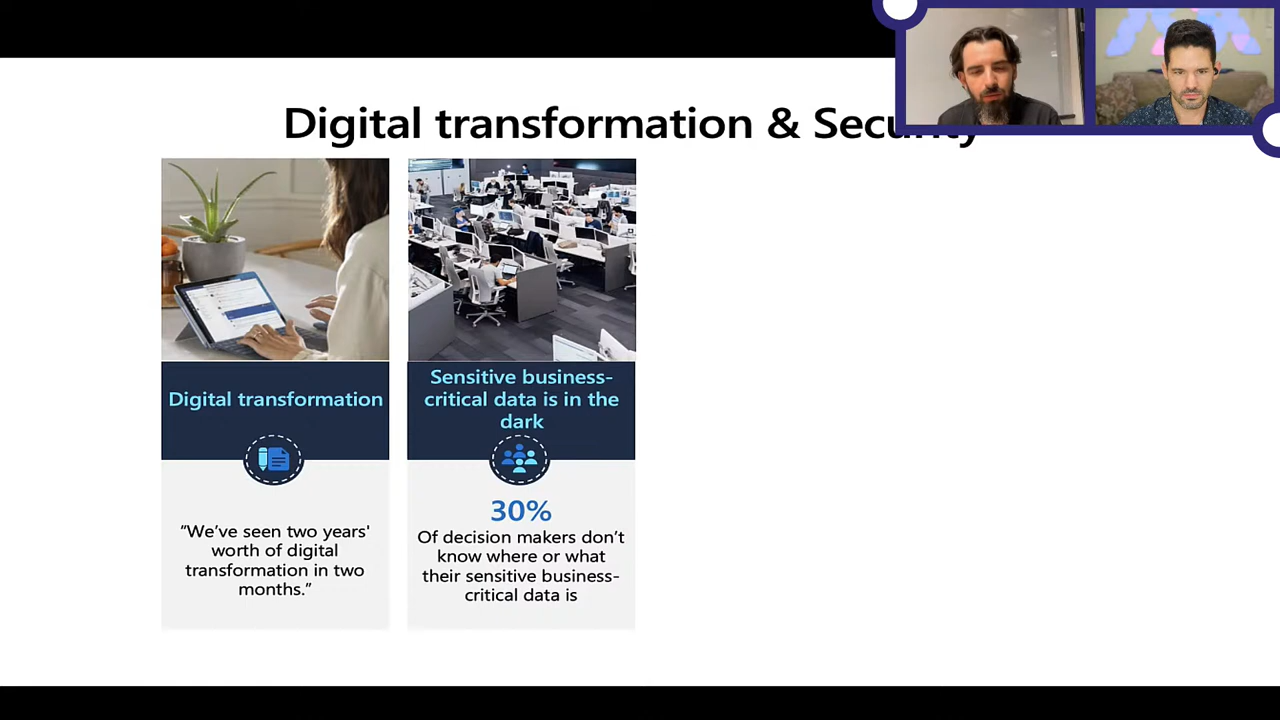 Digital transformation & Security
Digital transformation
"We've seen two years'
worth of digital
transformation in two
months."
Sensitive business-
critical data is in the
dark
30%
Of decision makers don't
know where or what
their sensitive business-
critical data is